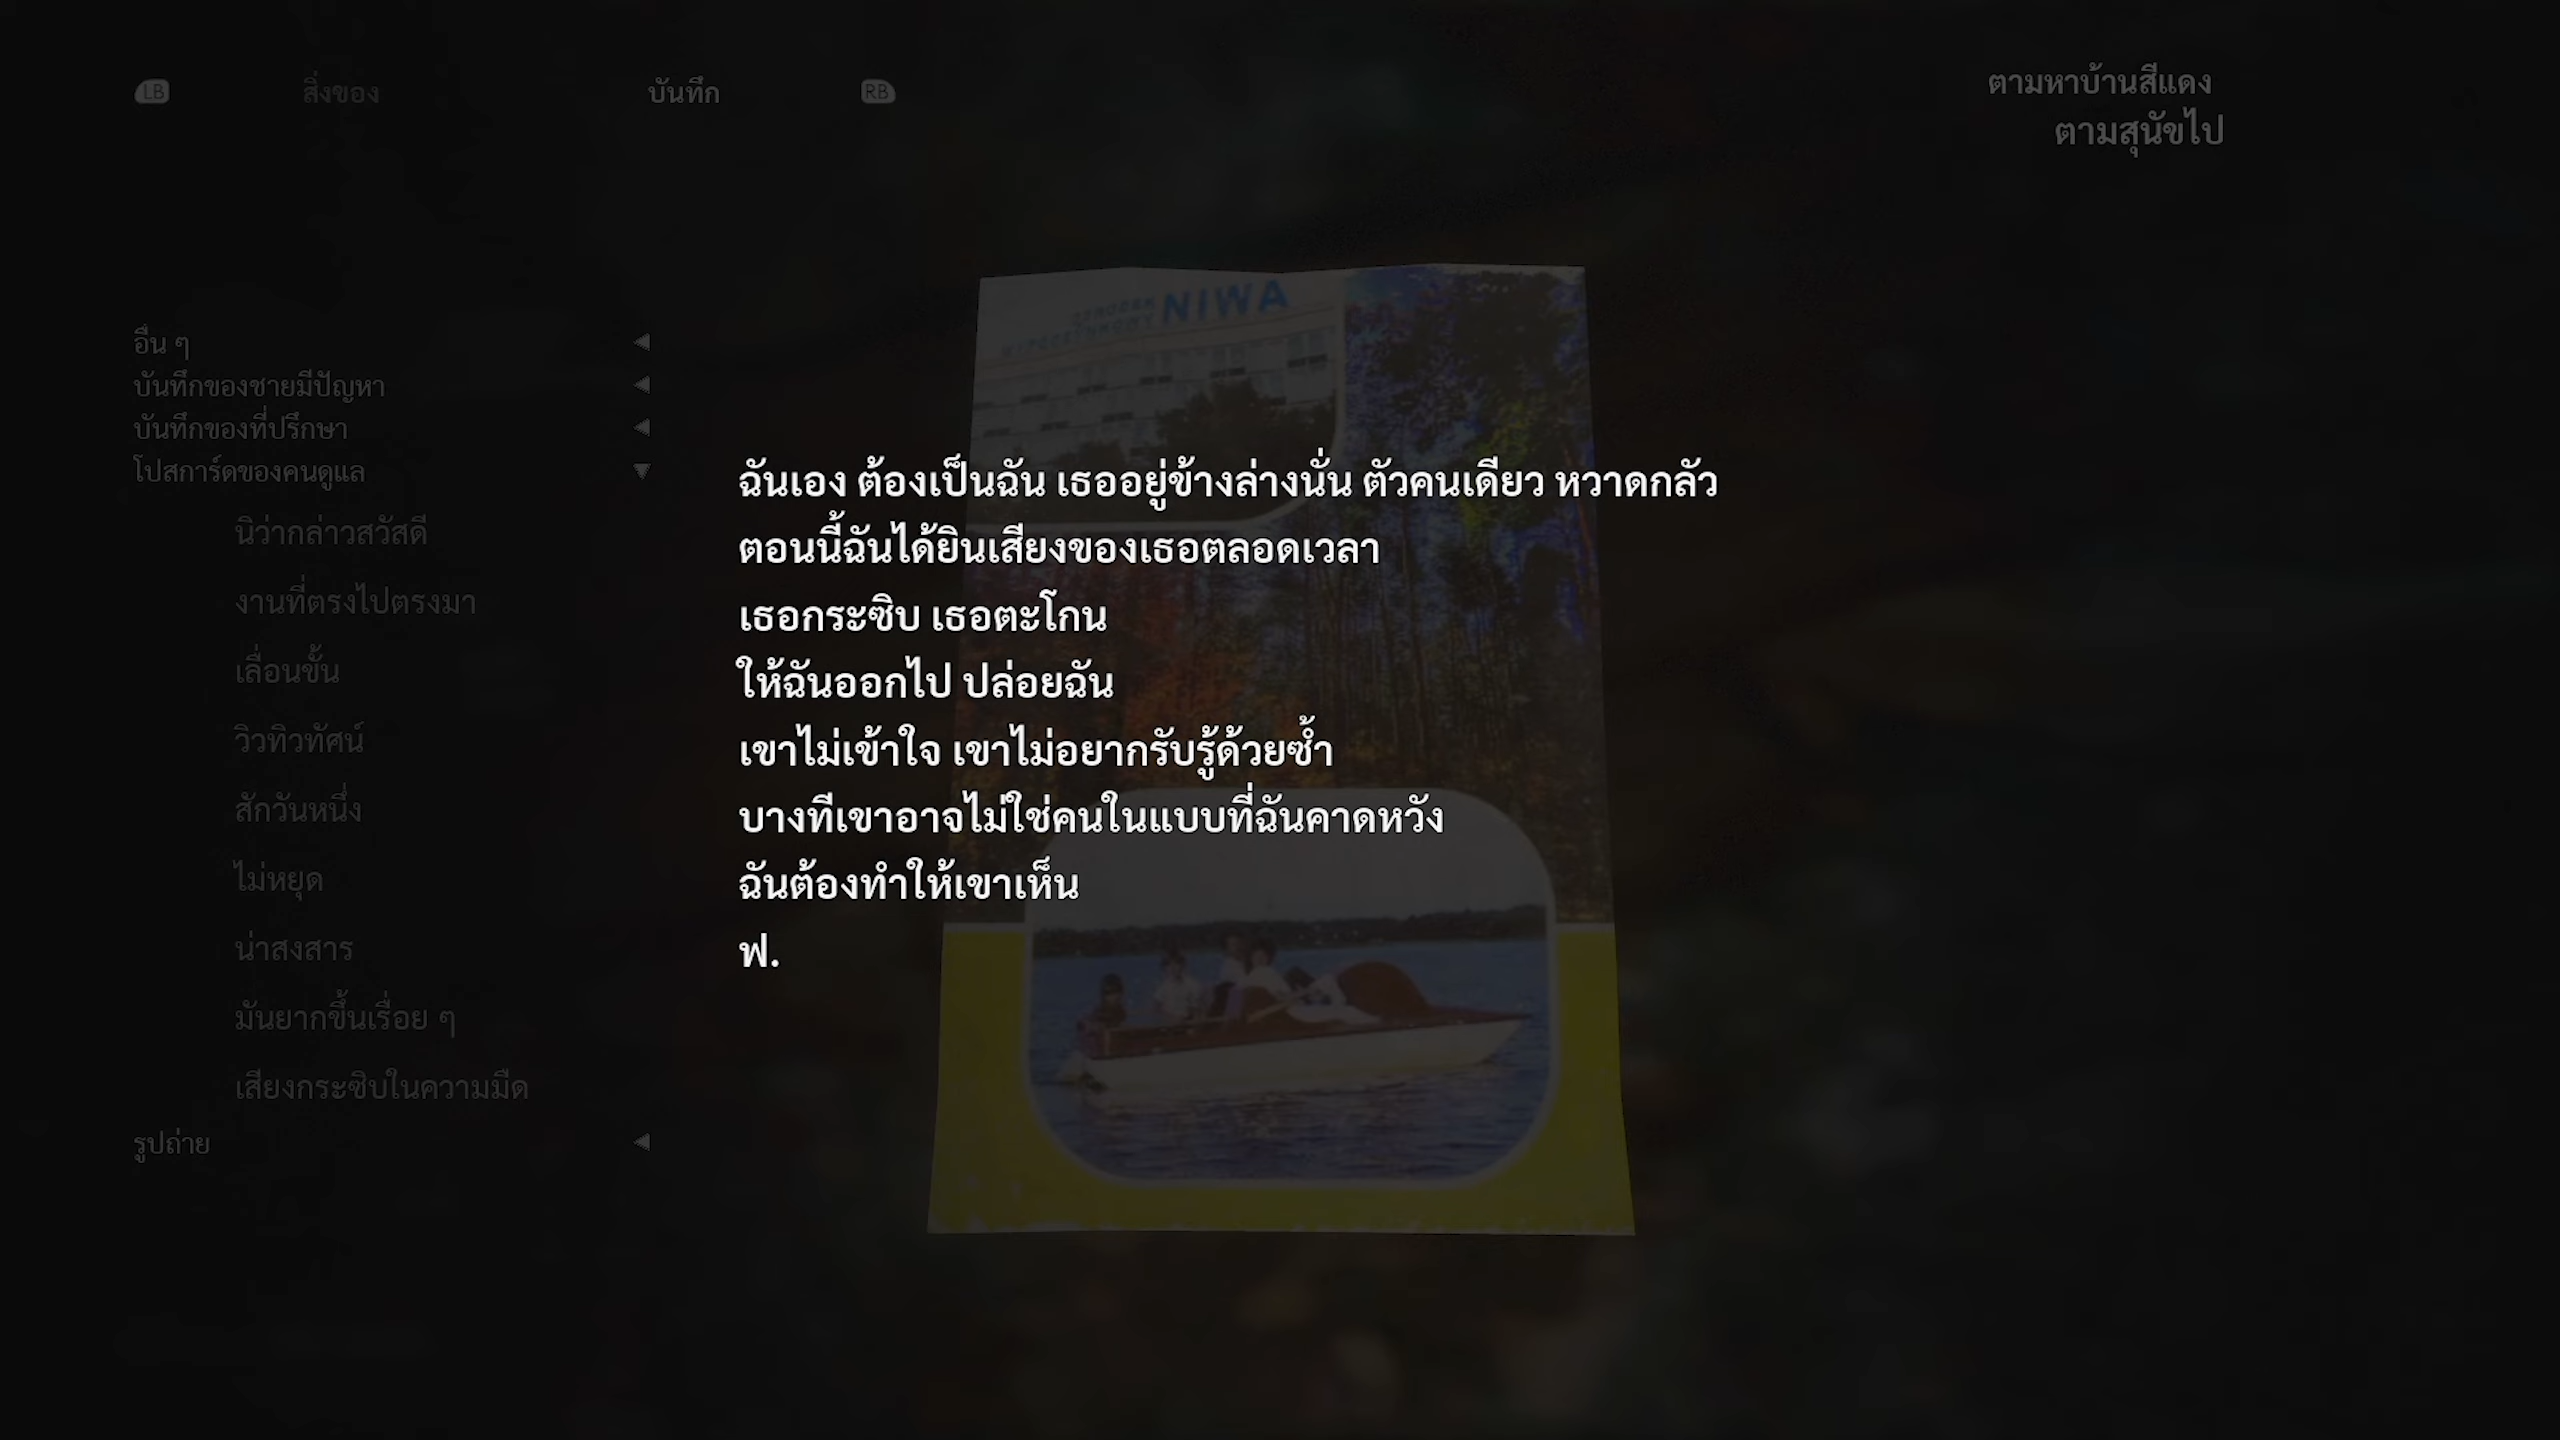 LB
สิ่งของ
บันทึก
RB
ตามหาบ้านสีแดง
ตามสุนัขไป
อื่น ๆ
บันทึกของชายมีปัญหา
บันทึกของที่ปรึกษา
โปสการ์ดของคนดูแล
นิว่ากล่าวสวัสดี
งานที่ตรงไปตรงมา
เลื่อนขั้น
วิวทิวทัศน์
สักวันหนึ่ง
ไม่หยุด
น่าสงสาร
มันยากขึ้นเรื่อย ๆ
เสียงกระซิบในความมืด
รูปถ่าย
NIWA
ฉันเอง ต้องเป็นฉัน เธออยู่ข้างล่างนั่น ตัวคนเดียว หวาดกลัว
ตอนนี้ฉันได้ยินเสียงของเธอตลอดเวลา
เธอกระซิบ เธอตะโกน
ให้ฉันออกไป ปล่อยฉัน
เขาไม่เข้าใจ เขาไม่อยากรับรู้ด้วยซ้ำ
บางทีเขาอาจไม่ใช่คนในแบบที่ฉันคาดหวัง
ฉันต้องทำให้เขาเห็น
ฟ.